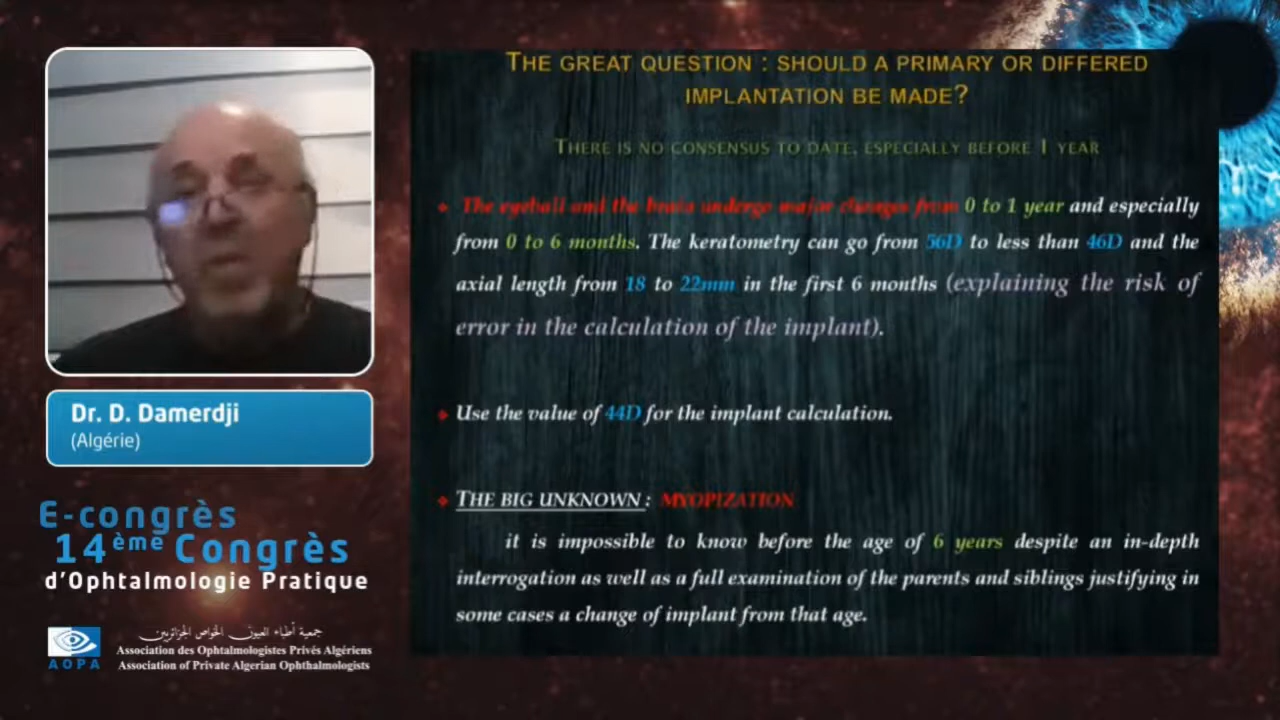 THE GREAT QUESTION : SHOULD A PRIMARY OR DIFFERED
IMPLANTATION BE MADE?
THERE IS NO CONSENSUS TO DATE, ESPECIALLY BEFORE 1 YEAR
The eyeball and the brain undergo major changes from 0 to 1 year and especially
from 0 to 6 months. The keratometry can go from 56D to less than 46D and the
axial length from 18 to 22mm in the first 6 months (explaining the risk of
error in the calculation of the implant).
Use the value of 44D for the implant calculation.
THE BIG UNKNOWN : MYOPIZATION
it is impossible to know before the age of 6 years despite an in-depth
interrogation as well as a full examination of the parents and siblings justifying in
some cases a change of implant from that age.
Dr. D. Damerdji
(Algérie)
E-congrès
14ème Congrès
d'Ophtalmologie Pratique
جمعية أطباء العيون الخواص الجزائريين
Association des Ophtalmologistes Privés Algériens
Association of Private Algerian Ophthalmologists
AOPA